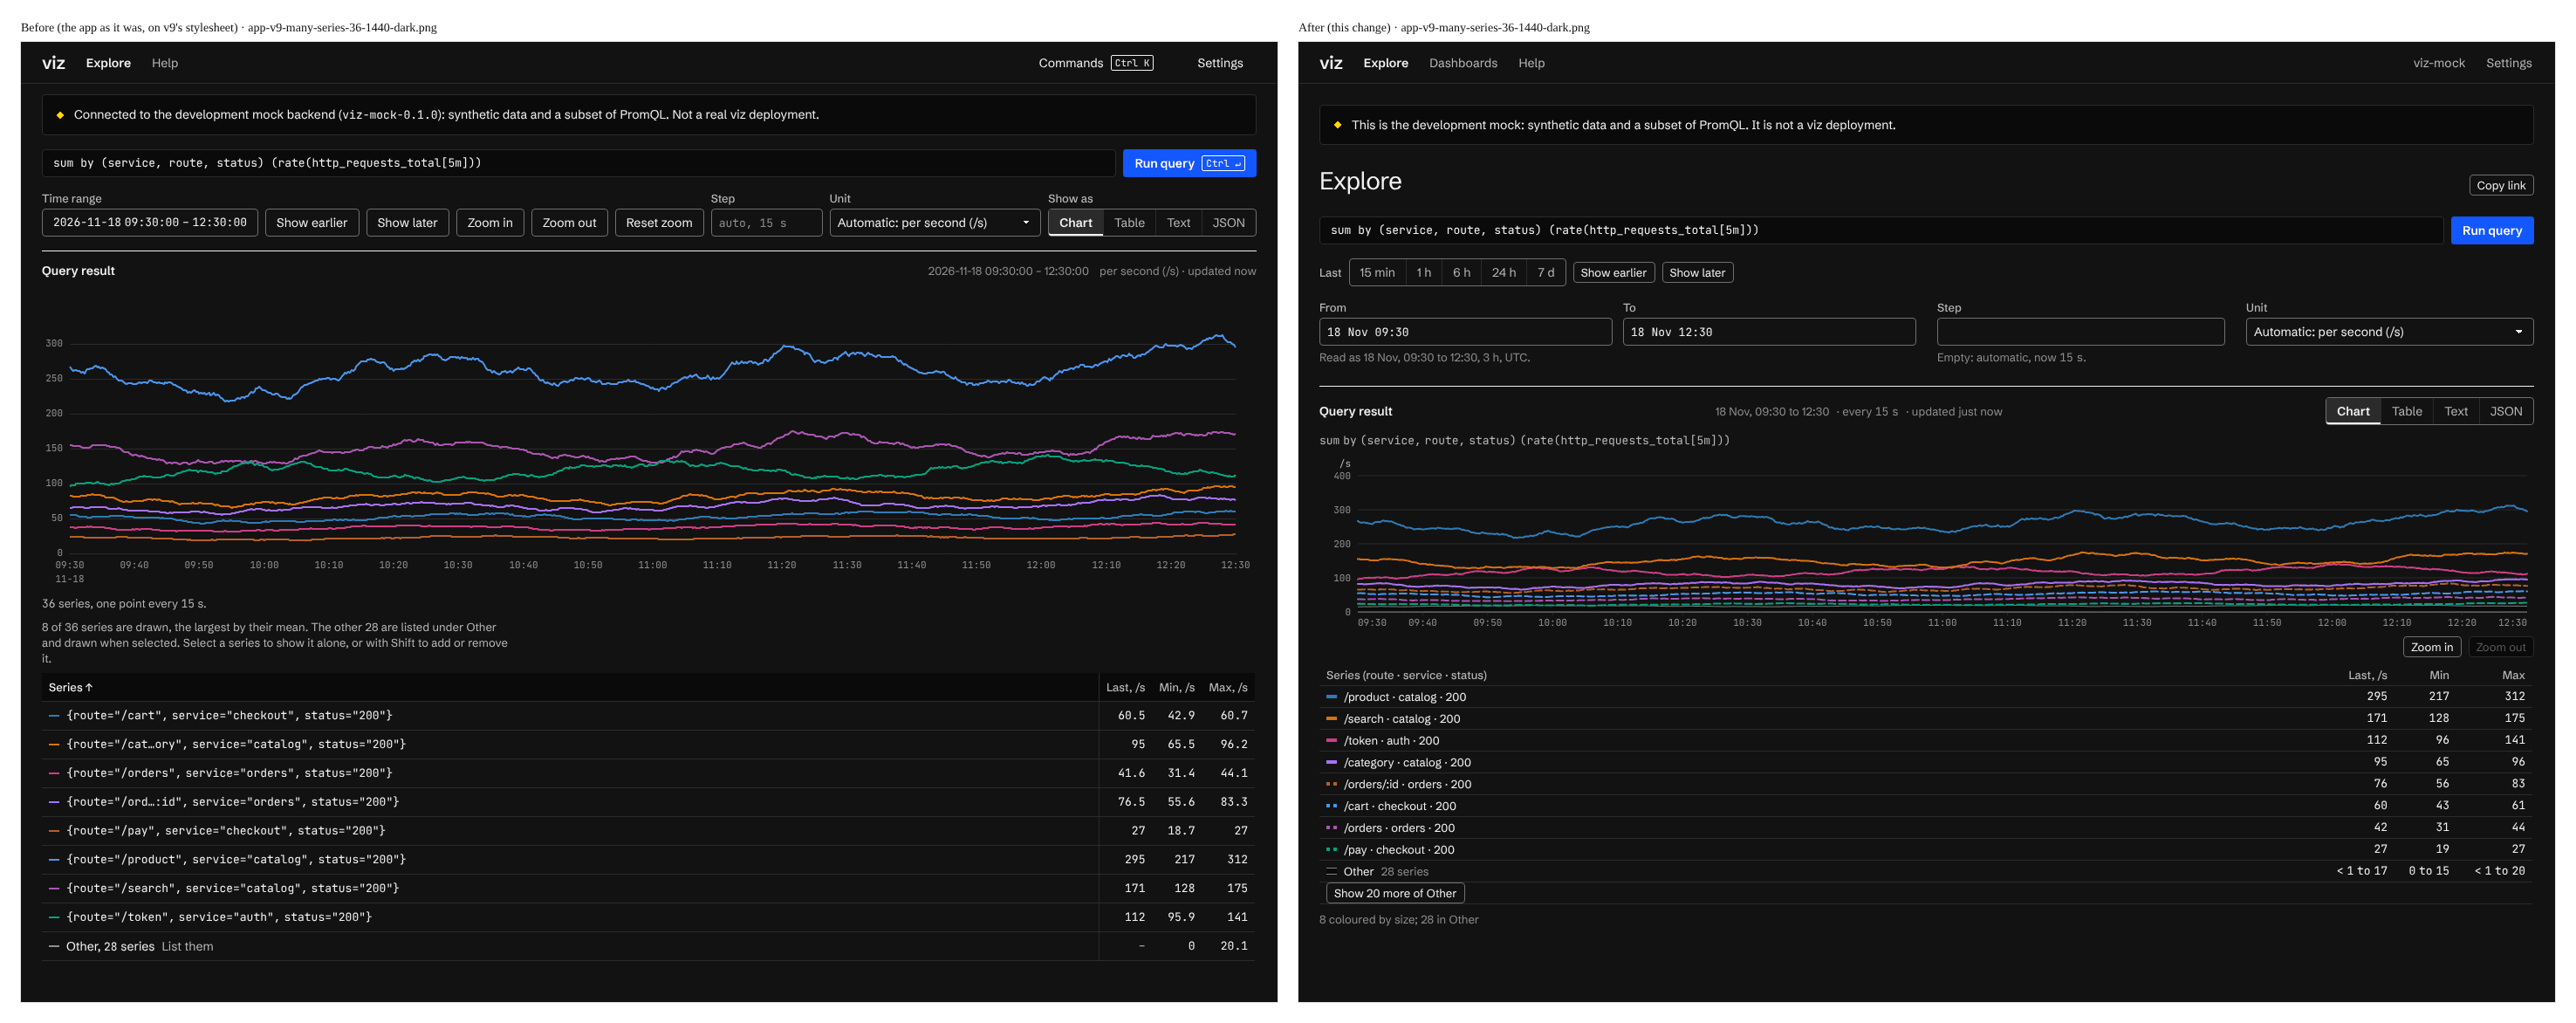 Before (the app as it was, on v9's stylesheet) · app-v9-many-series-36-1440-dark.png
viz Explore Help Commands Ctrl K Settings
Connected to the development mock backend (viz-mock-0.1.0): synthetic data and a subset of PromQL. Not a real viz deployment.
sum by (service, route, status) (rate(http_requests_total[5m])) Run query Ctrl ↵
Time range Step Unit Show as
2026-11-18 09:30:00 – 12:30:00 Show earlier Show later Zoom in Zoom out Reset zoom auto, 15 s Automatic: per second (/s) Chart Table Text JSON
Query result 2026-11-18 09:30:00 – 12:30:00 per second (/s) · updated now
300
250
200
150
100
50
0
09:30 09:40 09:50 10:00 10:10 10:20 10:30 10:40 10:50 11:00 11:10 11:20 11:30 11:40 11:50 12:00 12:10 12:20 12:30
11-18
36 series, one point every 15 s.
8 of 36 series are drawn, the largest by their mean. The other 28 are listed under Other
and drawn when selected. Select a series to show it alone, or with Shift to add or remove
it.
Series ↑ Last, /s Min, /s Max, /s
{route="/cart", service="checkout", status="200"} 60.5 42.9 60.7
{route="/cat…ory", service="catalog", status="200"} 95 65.5 96.2
{route="/orders", service="orders", status="200"} 41.6 31.4 44.1
{route="/ord…:id", service="orders", status="200"} 76.5 55.6 83.3
{route="/pay", service="checkout", status="200"} 27 18.7 27
{route="/product", service="catalog", status="200"} 295 217 312
{route="/search", service="catalog", status="200"} 171 128 175
{route="/token", service="auth", status="200"} 112 95.9 141
Other, 28 series List them – 0 20.1
After (this change) · app-v9-many-series-36-1440-dark.png
viz Explore Dashboards Help viz-mock Settings
This is the development mock: synthetic data and a subset of PromQL. It is not a viz deployment.
Explore
Copy link
sum by (service, route, status) (rate(http_requests_total[5m])) Run query
Last 15 min 1 h 6 h 24 h 7 d Show earlier Show later
From To Step Unit
18 Nov 09:30 18 Nov 12:30 Automatic: per second (/s)
Read as 18 Nov, 09:30 to 12:30, 3 h, UTC. Empty: automatic, now 15 s.
Query result 18 Nov, 09:30 to 12:30 · every 15 s · updated just now Chart Table Text JSON
sum by (service, route, status) (rate(http_requests_total[5m]))
/s
400
300
200
100
0
09:30 09:40 09:50 10:00 10:10 10:20 10:30 10:40 10:50 11:00 11:10 11:20 11:30 11:40 11:50 12:00 12:10 12:20 12:30
Zoom in Zoom out
Series (route · service · status) Last, /s Min Max
/product · catalog · 200 295 217 312
/search · catalog · 200 171 128 175
/token · auth · 200 112 96 141
/category · catalog · 200 95 65 96
/orders/:id · orders · 200 76 56 83
/cart · checkout · 200 60 43 61
/orders · orders · 200 42 31 44
/pay · checkout · 200 27 19 27
Other 28 series < 1 to 17 0 to 15 < 1 to 20
Show 20 more of Other
8 coloured by size; 28 in Other